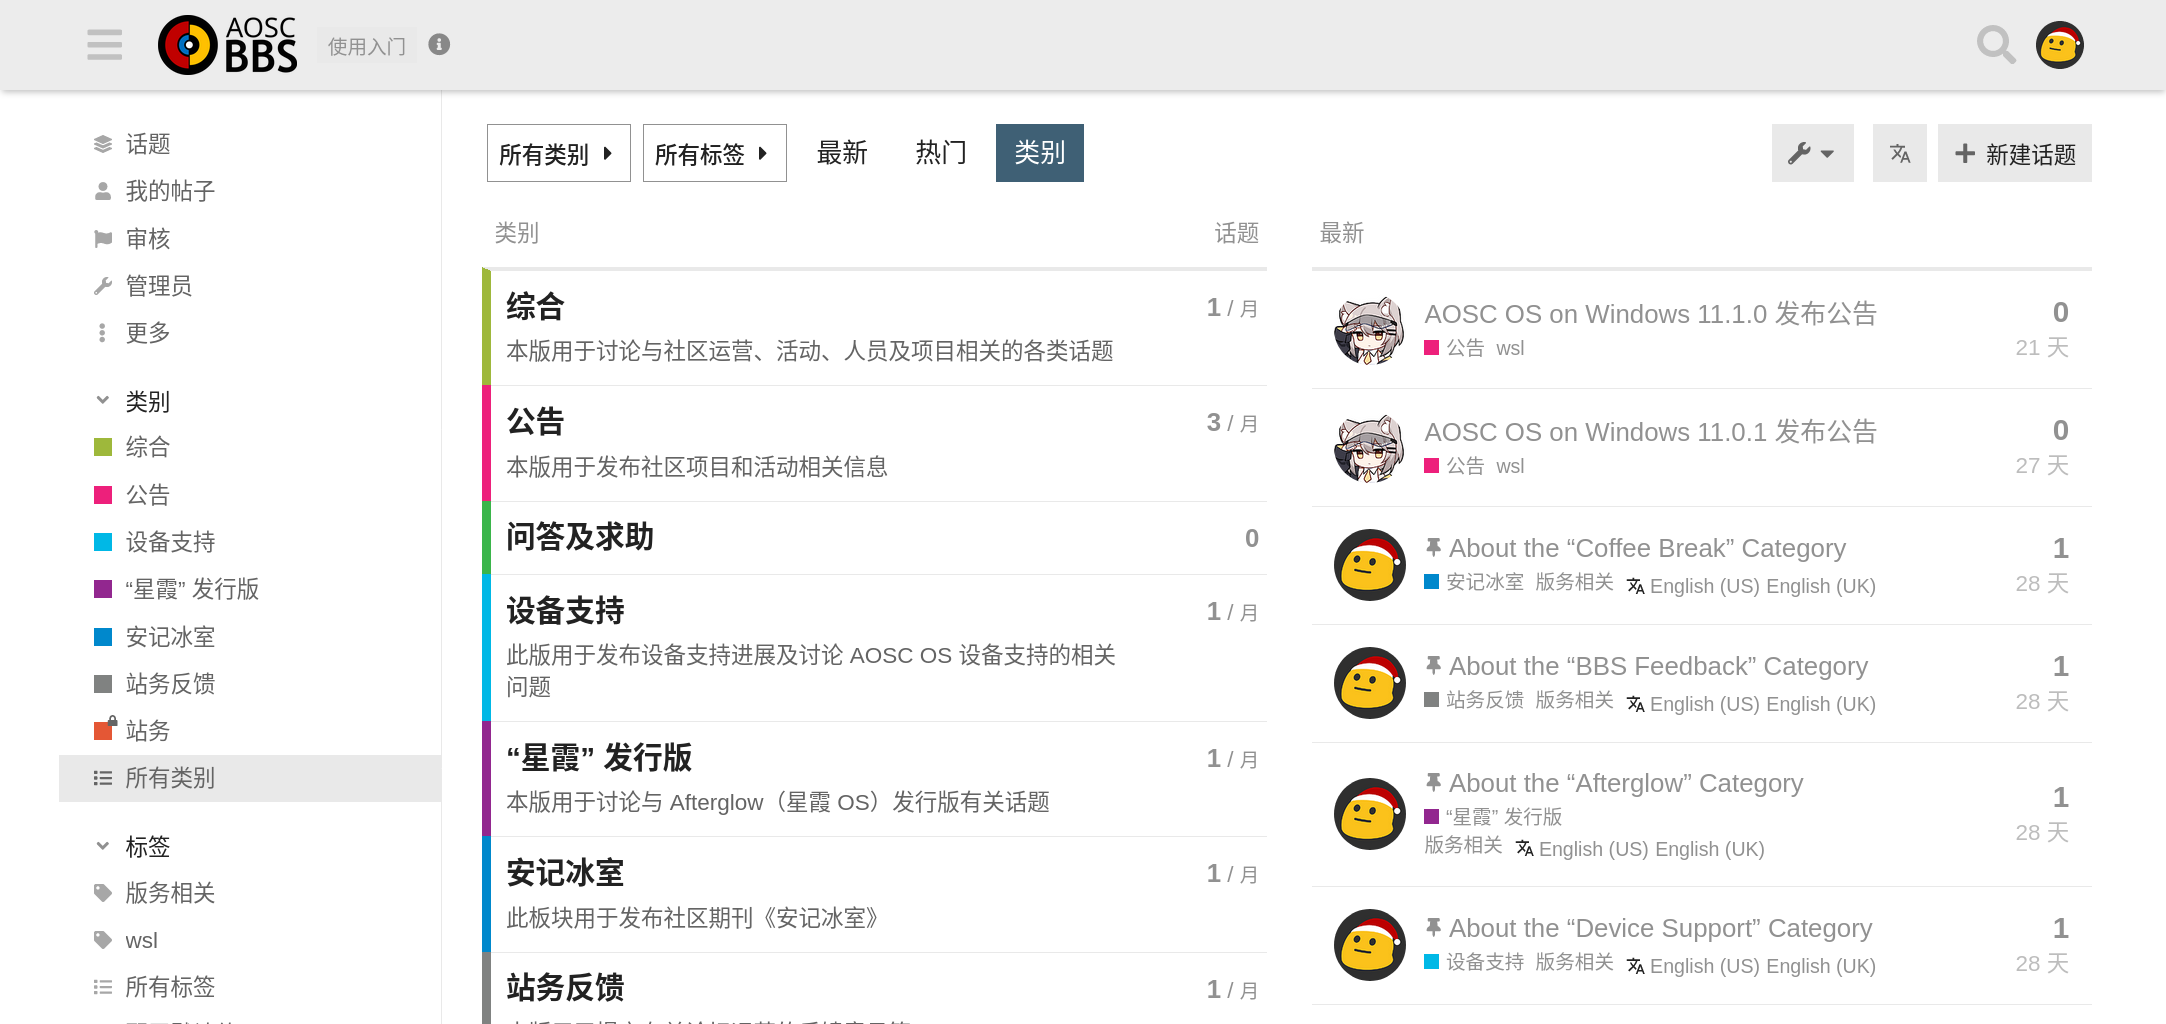 AOSC
BBS
使用入门
话题
我的帖子
审核
管理员
更多
类别
综合
公告
设备支持
“星霞” 发行版
安记冰室
站务反馈
站务
所有类别
标签
版务相关
wsl
所有标签
所有类别
所有标签
最新
热门
类别
新建话题
类别
话题
综合
1 / 月
本版用于讨论与社区运营、活动、人员及项目相关的各类话题
公告
3 / 月
本版用于发布社区项目和活动相关信息
问答及求助
0
设备支持
1 / 月
此版用于发布设备支持进展及讨论 AOSC OS 设备支持的相关
问题
“星霞” 发行版
1 / 月
本版用于讨论与 Afterglow（星霞 OS）发行版有关话题
安记冰室
1 / 月
此板块用于发布社区期刊《安记冰室》
站务反馈
1 / 月
最新
AOSC OS on Windows 11.1.0 发布公告
0
公告 wsl
21 天
AOSC OS on Windows 11.0.1 发布公告
0
公告 wsl
27 天
About the “Coffee Break” Category
1
安记冰室 版务相关 English (US) English (UK)
28 天
About the “BBS Feedback” Category
1
站务反馈 版务相关 English (US) English (UK)
28 天
About the “Afterglow” Category
1
“星霞” 发行版
28 天
版务相关 English (US) English (UK)
About the “Device Support” Category
1
设备支持 版务相关 English (US) English (UK)
28 天